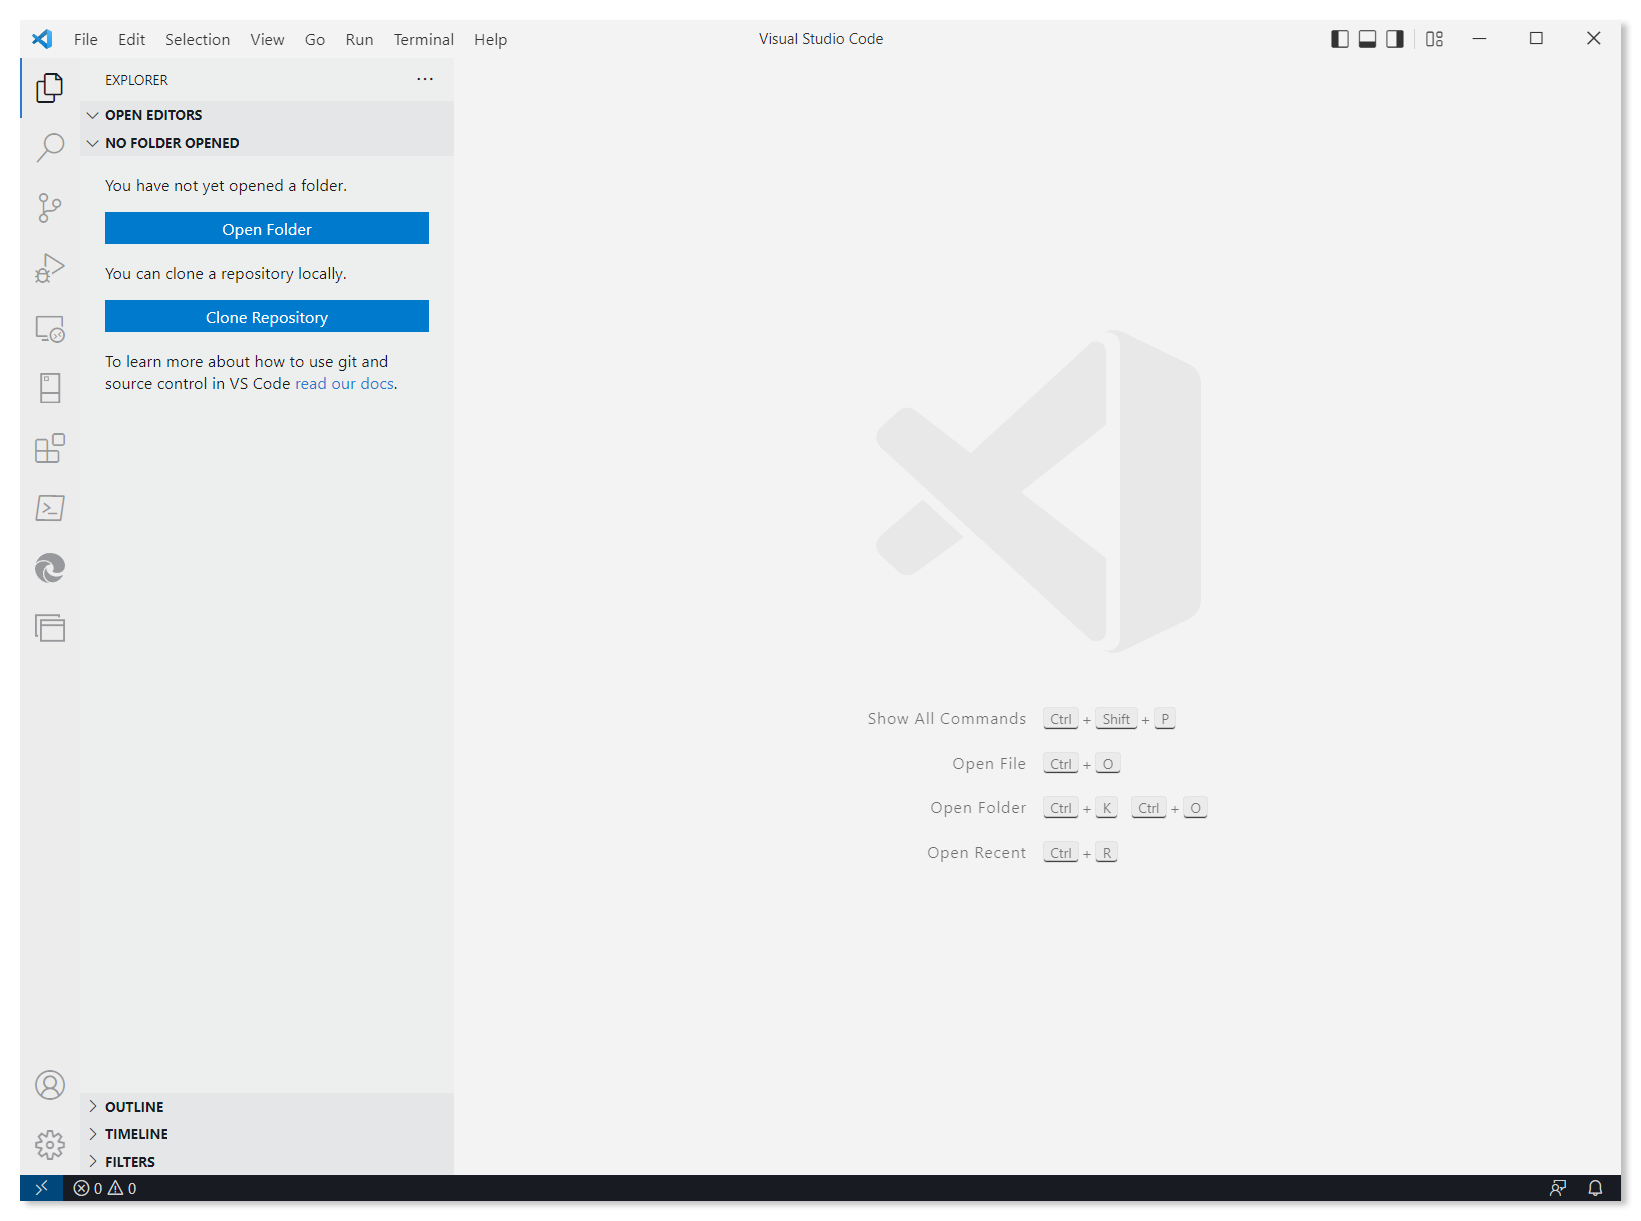 File Edit Selection View Go Run Terminal Help
Visual Studio Code
EXPLORER
OPEN EDITORS
NO FOLDER OPENED
You have not yet opened a folder.
Open Folder
You can clone a repository locally.
Clone Repository
To learn more about how to use git and
source control in VS Code read our docs.
Show All Commands Ctrl + Shift + P
Open File Ctrl + O
Open Folder Ctrl + K Ctrl + O
Open Recent Ctrl + R
OUTLINE
TIMELINE
FILTERS
0 0